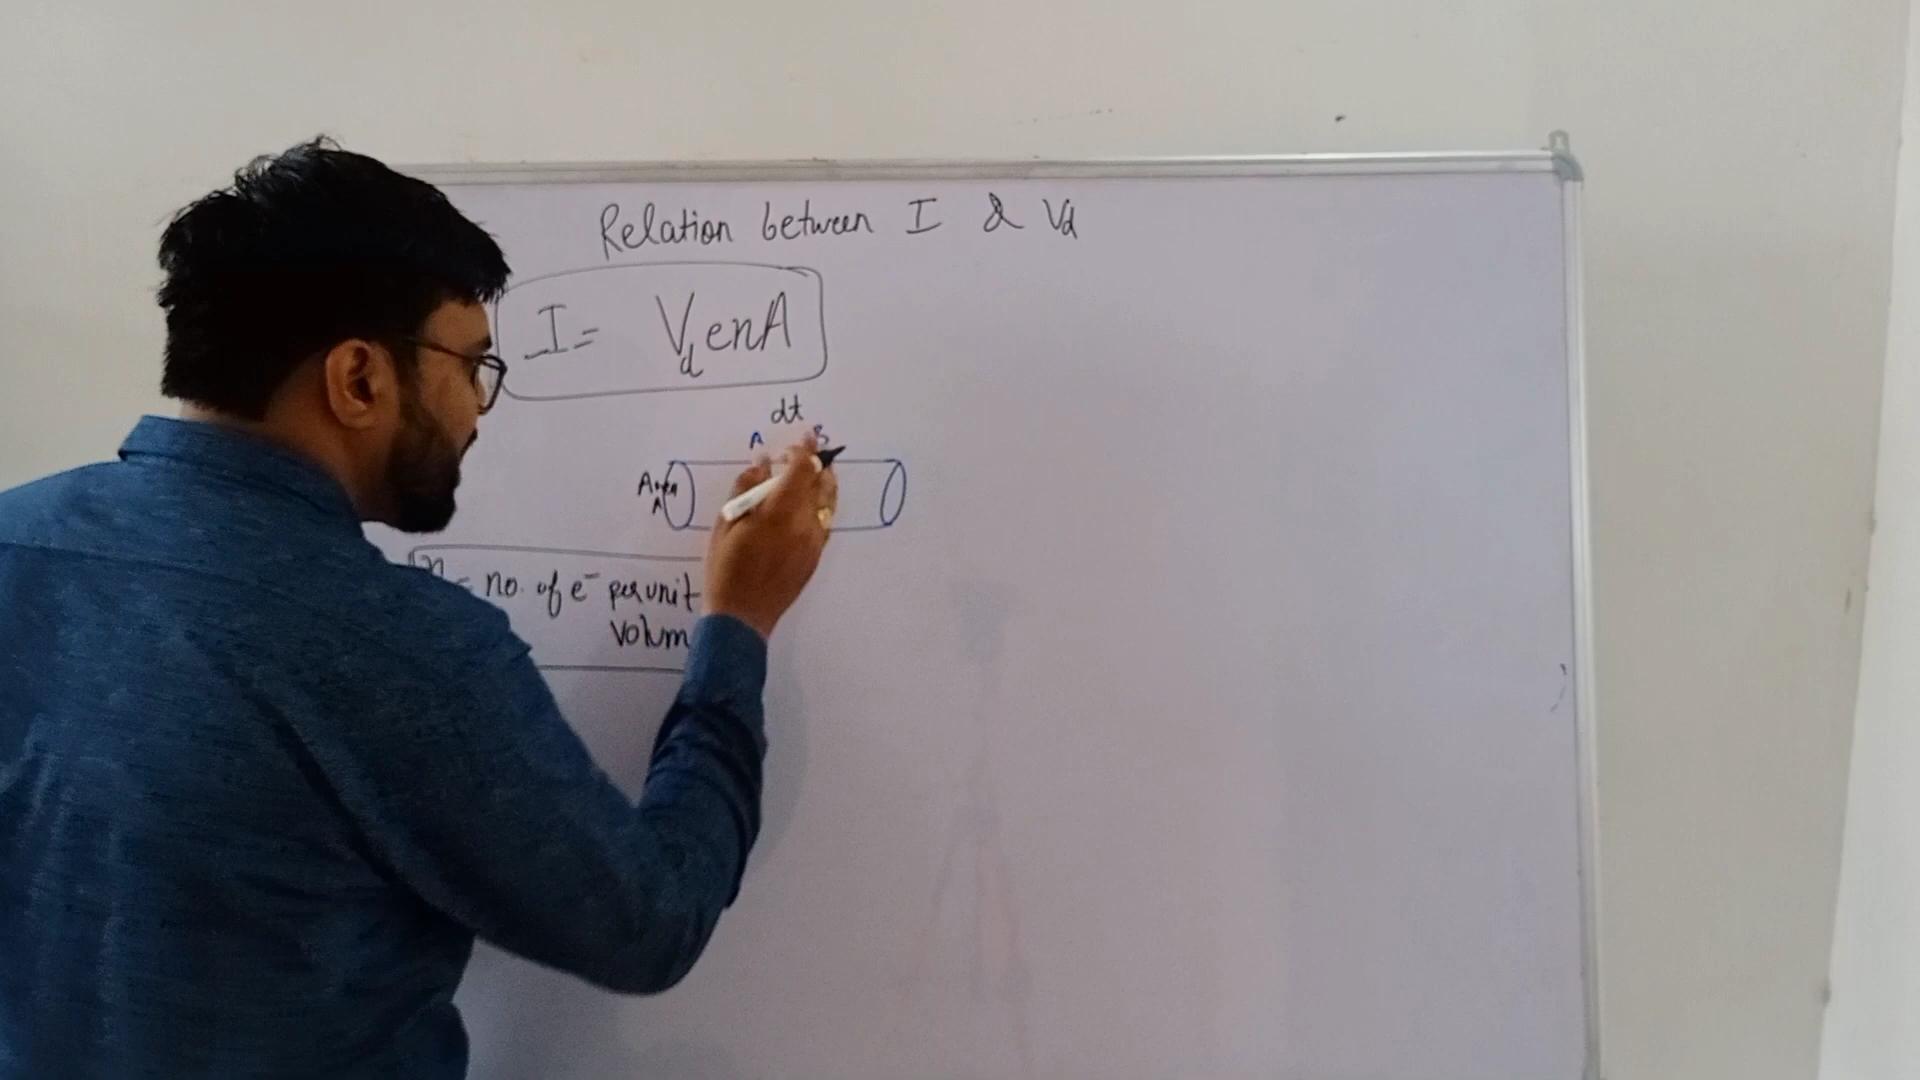 Relation between I & Vd
I = VdenA
dt
A B
Area
A
n = no. of e⁻ per unit
Volum